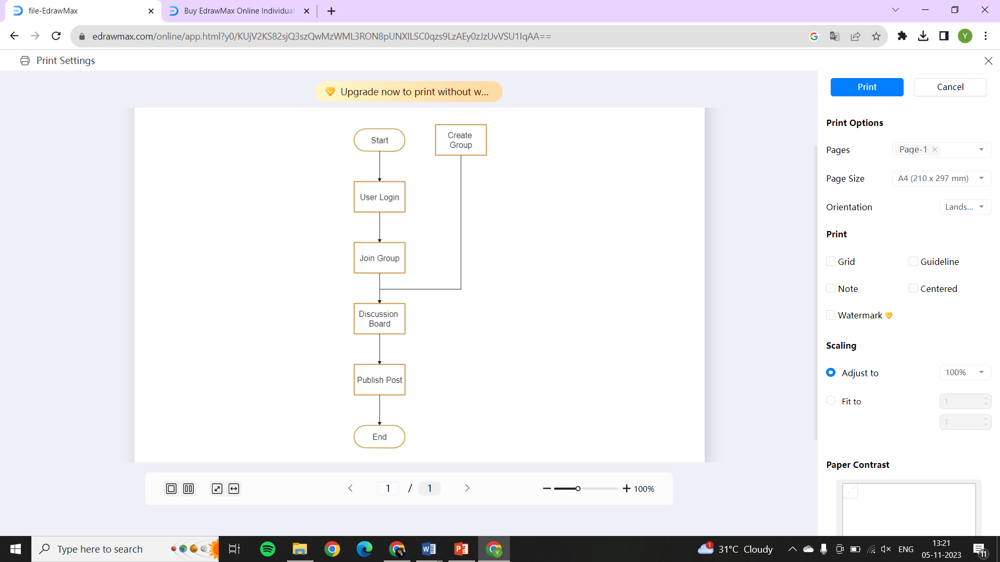 file-EdrawMax
Buy EdrawMax Online Individual
edrawmax.com/online/app.html?y0/KUjV2KS82sjQ3szQwMzWML3RON8pUNXILSC0qzs9LzAEy0zJzUvVSU1IqAA==
Y
Print Settings
Upgrade now to print without w...
Print
Cancel
Start
Create
Group
User Login
Join Group
Discussion
Board
Publish Post
End
Print Options
Pages
Page-1
Page Size
A4 (210 x 297 mm)
Orientation
Lands...
Print
Grid
Guideline
Note
Centered
Watermark
Scaling
Adjust to
100%
Fit to
1
1
Paper Contrast
1 / 1
100%
Type here to search
1
31°C Cloudy
ENG
13:21
05-11-2023
11